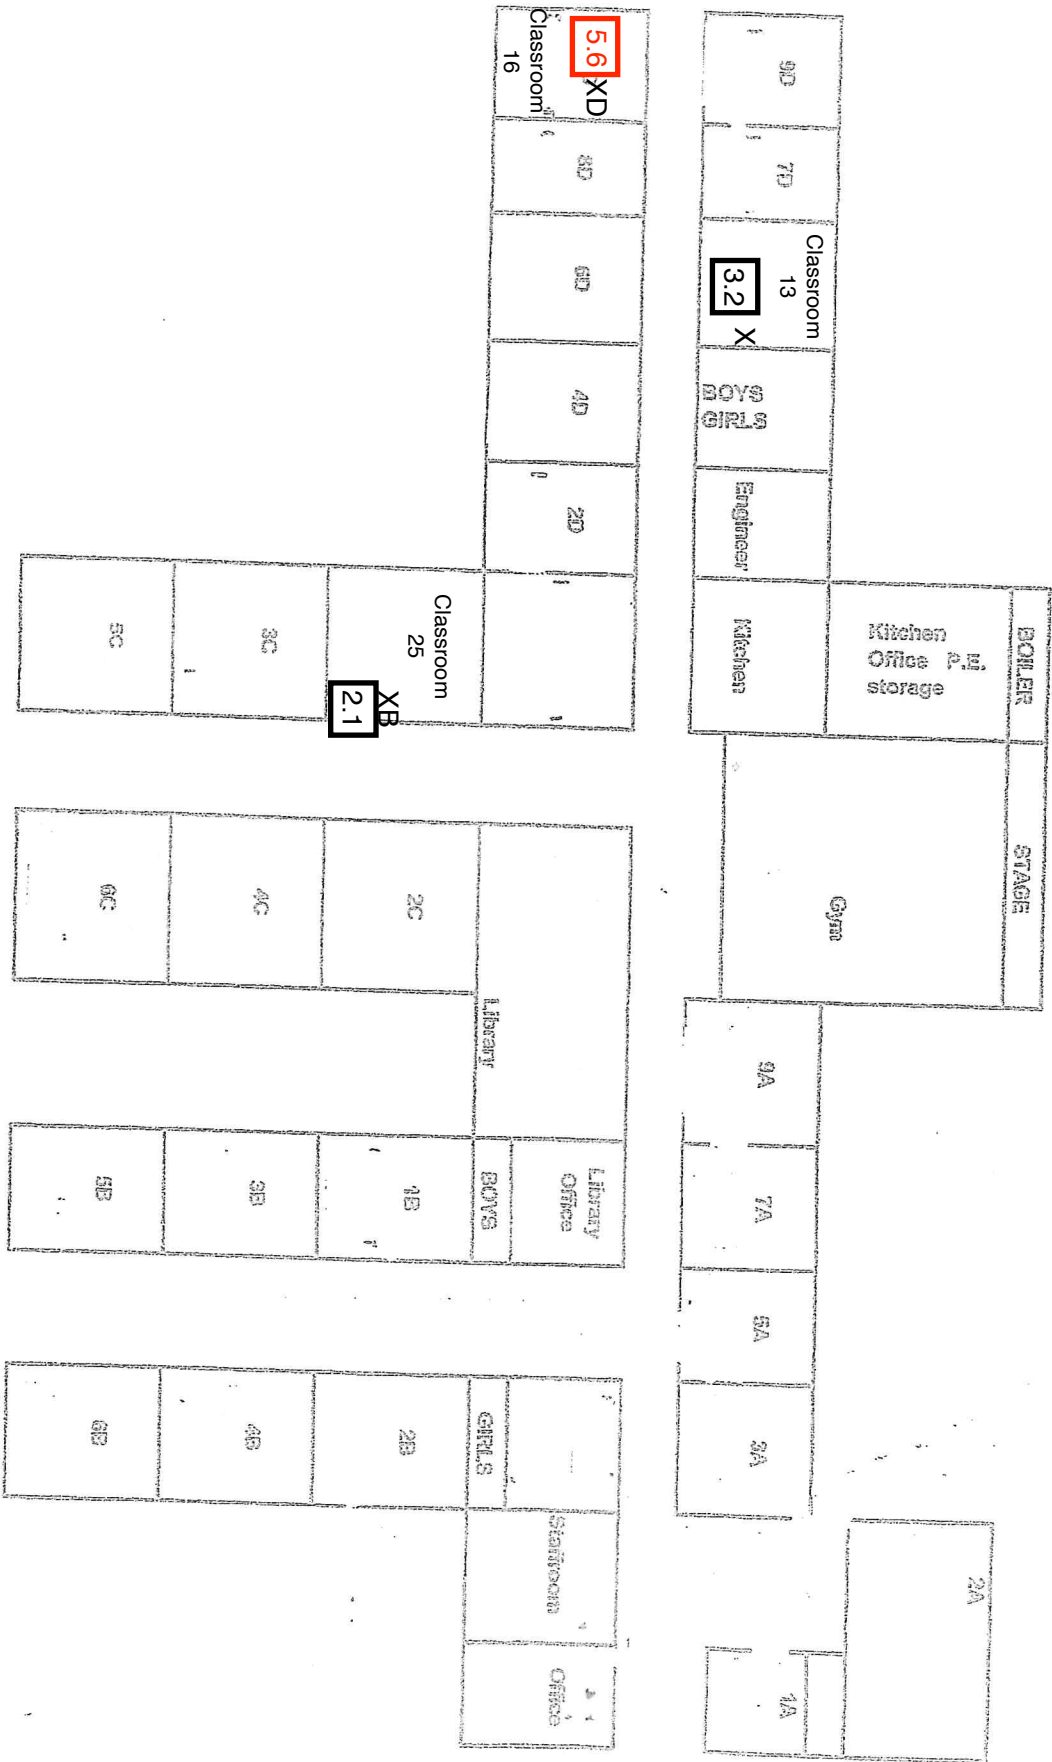 Classroom
16
5.6
XD
8D
6D
4D
2D
9D
7D
Classroom
13
3.2
X
BOYS
GIRLS
Engineer
Kitchen
Kitchen
Office P.E.
storage
BOILER
STAGE
Gym
5C
3C
Classroom
25
2.1
XB
6C
4C
2C
Library
9A
7A
5A
3A
5B
3B
1B
BOYS
Library
Office
6B
4B
2B
GIRLS
Staffroom
Office
2A
1A